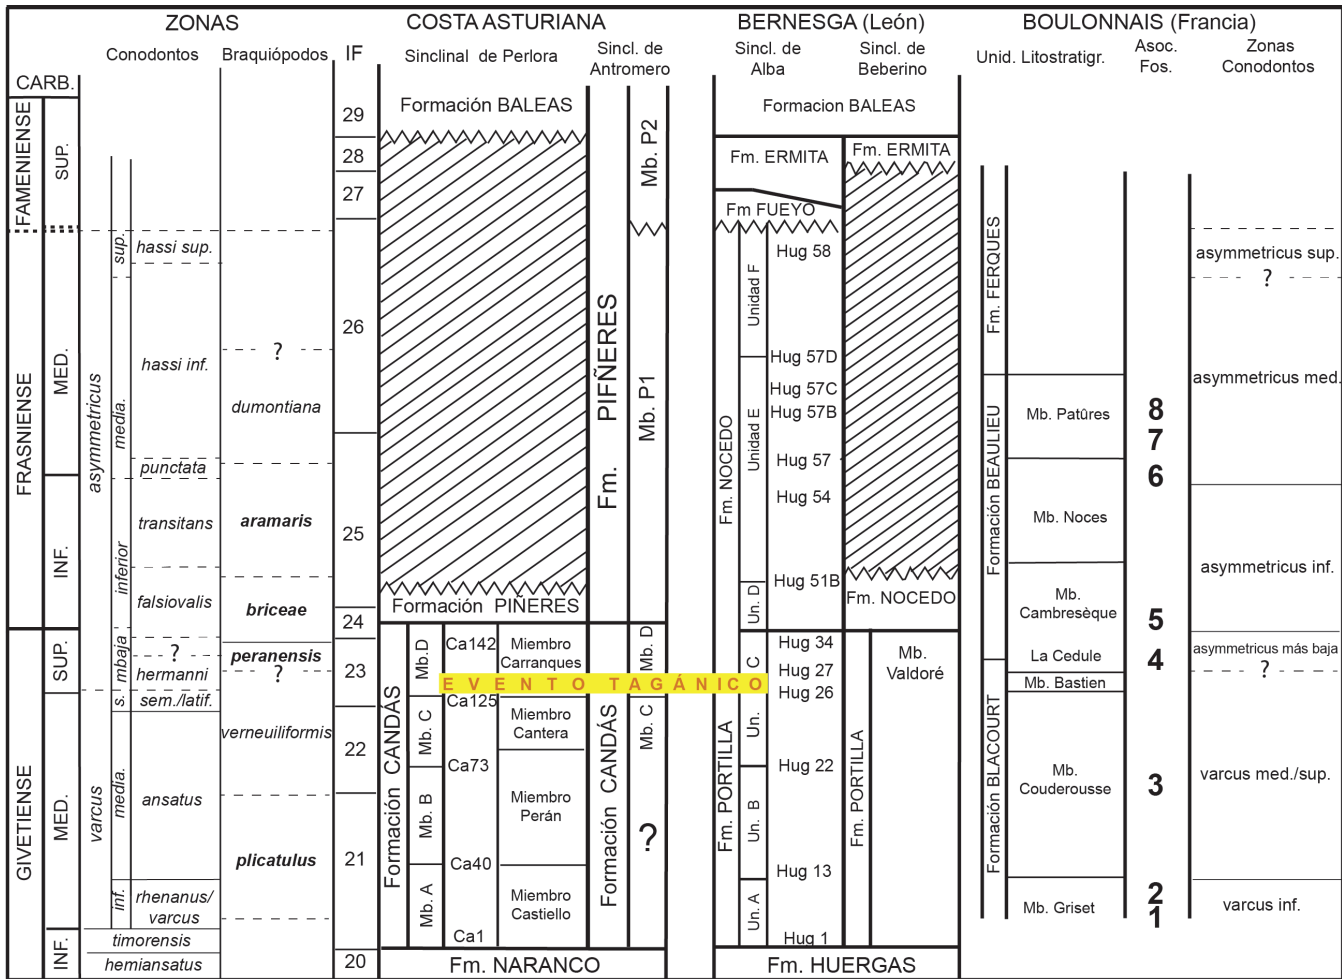 ZONAS
COSTA ASTURIANA
BERNESGA (León)
BOULONNAIS (Francia)
Conodontos
Braquiópodos
IF
Sinclinal de Perlora
Sincl. de
Antromero
Sincl. de
Alba
Sincl. de
Beberino
Unid. Litostratigr.
Asoc.
Fos.
Zonas
Conodontos
CARB.
FAMENIENSE
SUP.
FRASNIENSE
MED.
INF.
GIVETIENSE
SUP.
MED.
INF.
asymmetricus
sup.
media.
inferior
mbaja
s.
varcus
media.
inf.
hassi sup.
hassi inf.
punctata
transitans
falsiovalis
?
hermanni
sem./latif.
ansatus
rhenanus/
varcus
timorensis
hemiansatus
?
dumontiana
aramaris
briceae
peranensis
?
verneuiliformis
plicatulus
29
28
27
26
25
24
23
22
21
20
Formación BALEAS
Formación PIÑERES
Formación CANDÁS
Mb.D
Mb. C
Mb. B
Mb. A
Ca142
Ca125
Ca73
Ca40
Ca1
Miembro
Carranques
Miembro
Cantera
Miembro
Perán
Miembro
Castiello
Fm. NARANCO
EVENTO TAGÁNICO
Fm. PIFÑERES
Formación CANDÁS
Mb. P2
Mb. P1
Mb. D
Mb. C
?
Formacion BALEAS
Fm. ERMITA
Fm FUEYO
Fm. ERMITA
Fm. NOCEDO
Unidad F
Unidad E
Un. D
Hug 58
Hug 57D
Hug 57C
Hug 57B
Hug 57
Hug 54
Hug 51B
Fm. NOCEDO
Fm. PORTILLA
Un. C
Un. B
Un. A
Hug 34
Hug 27
Hug 26
Hug 22
Hug 13
Hug 1
Fm. PORTILLA
Mb.
Valdoré
Fm. HUERGAS
Fm. FERQUES
Formación BEAULIEU
Formación BLACOURT
Mb. Patûres
Mb. Noces
Mb.
Cambresèque
La Cedule
Mb. Bastien
Mb.
Couderousse
Mb. Griset
8
7
6
5
4
3
2
1
asymmetricus sup.
?
asymmetricus med.
asymmetricus inf.
asymmetricus más baja
?
varcus med./sup.
varcus inf.